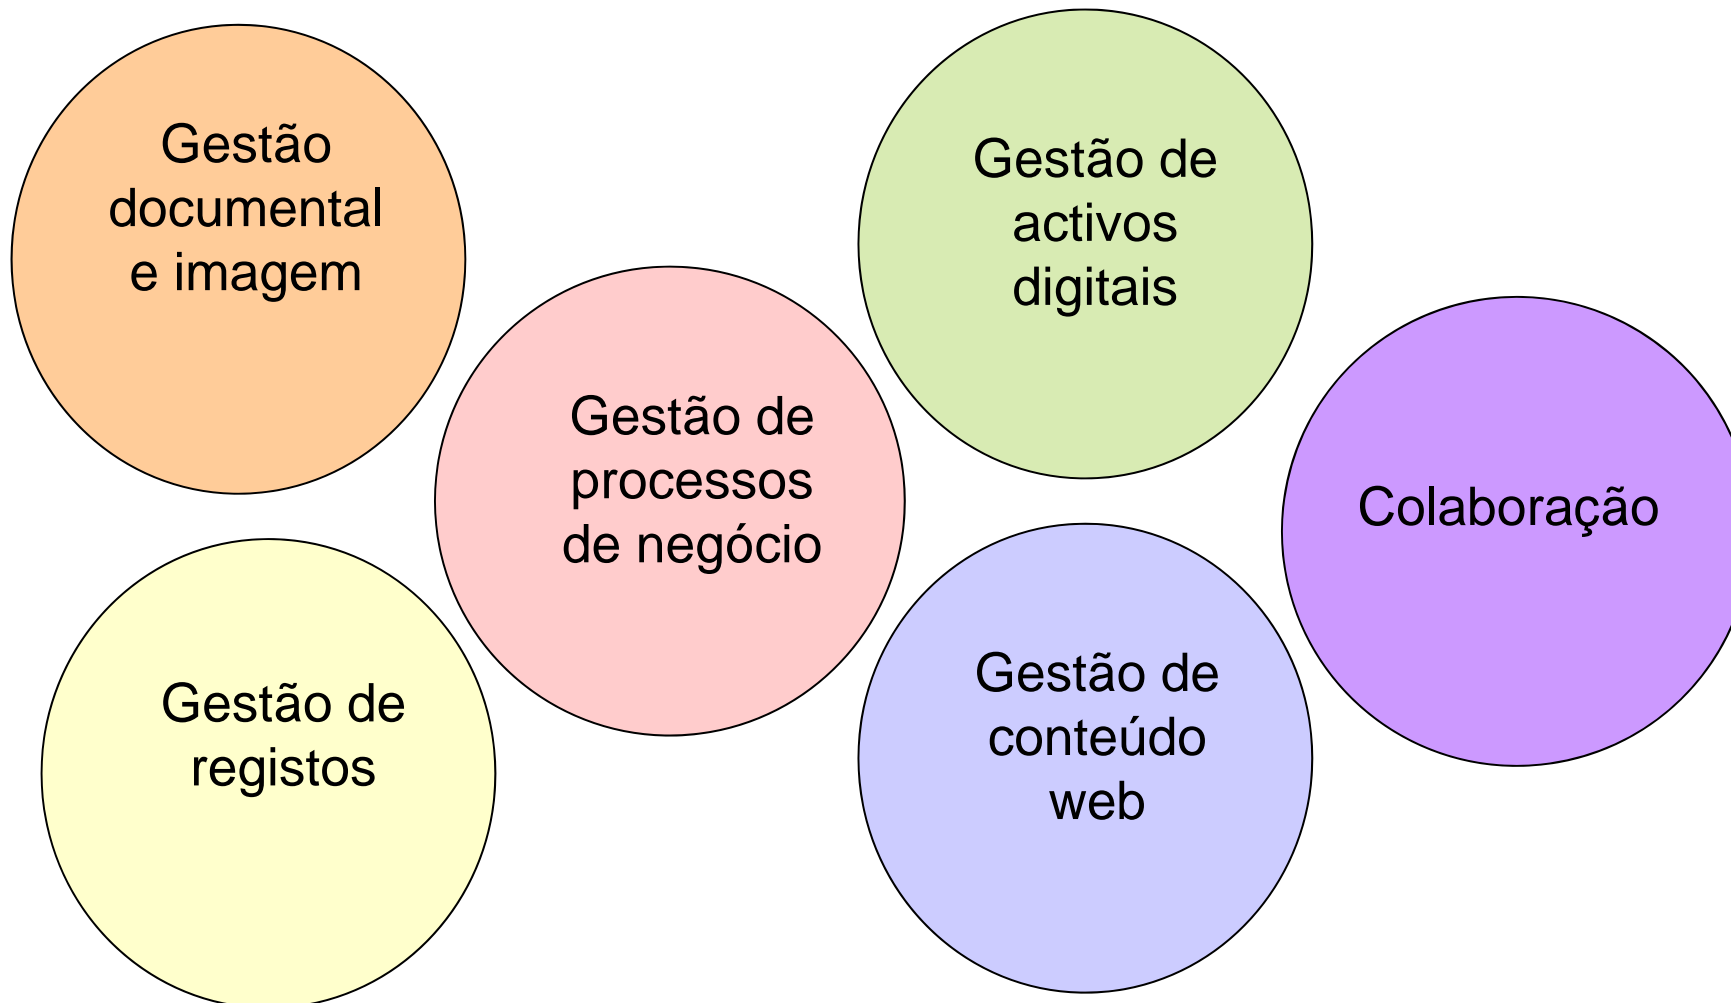 Gestão
documental
e imagem
Gestão de
activos
digitais
Gestão de
processos
de negócio
Colaboração
Gestão de
registos
Gestão de
conteúdo
web